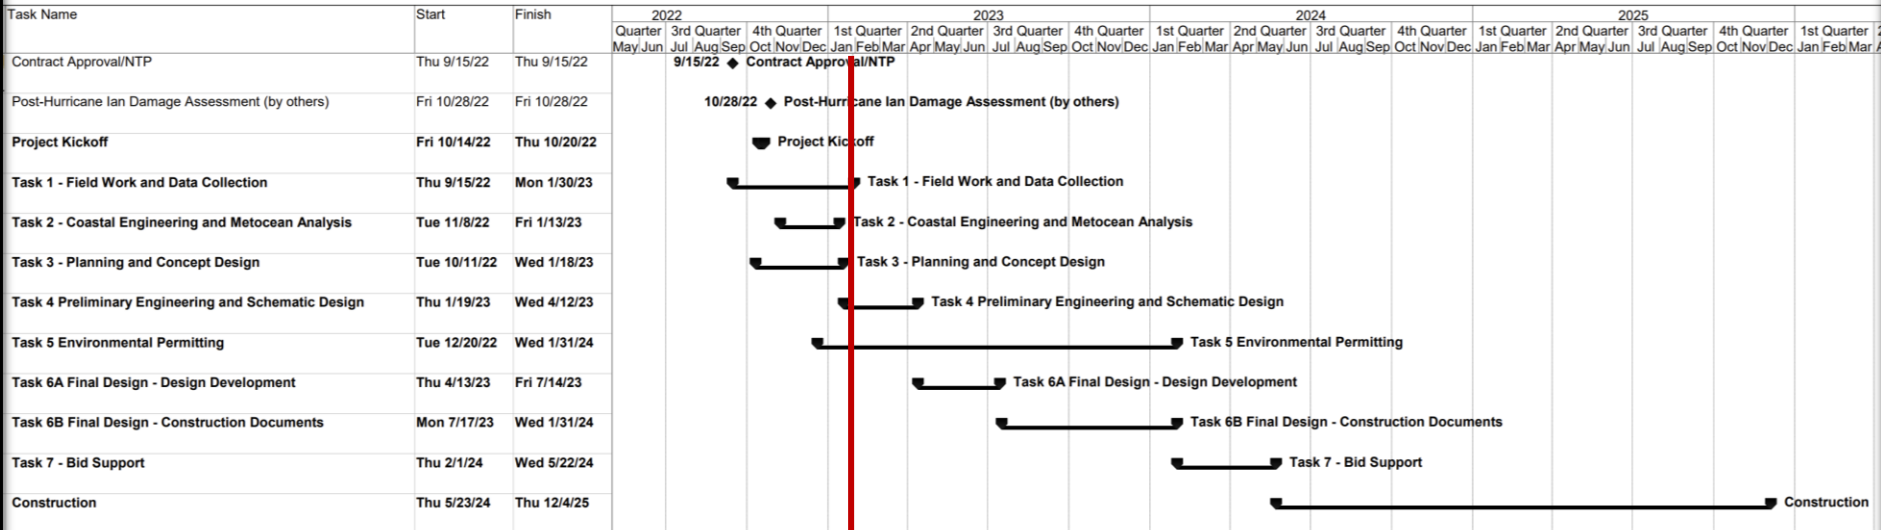 Task Name Start Finish 2022 2023 2024 2025
Quarter 3rd Quarter 4th Quarter 1st Quarter 2nd Quarter 3rd Quarter 4th Quarter 1st Quarter 2nd Quarter 3rd Quarter 4th Quarter 1st Quarter 2nd Quarter 3rd Quarter 4th Quarter 1st Quarter 2
May Jun Jul Aug Sep Oct Nov Dec Jan Feb Mar Apr May Jun Jul Aug Sep Oct Nov Dec Jan Feb Mar Apr May Jun Jul Aug Sep Oct Nov Dec Jan Feb Mar Apr May Jun Jul Aug Sep Oct Nov Dec Jan Feb Mar A
Contract Approval/NTP Thu 9/15/22 Thu 9/15/22 9/15/22 Contract Approval/NTP
Post-Hurricane Ian Damage Assessment (by others) Fri 10/28/22 Fri 10/28/22 10/28/22 Post-Hurricane Ian Damage Assessment (by others)
Project Kickoff Fri 10/14/22 Thu 10/20/22 Project Kickoff
Task 1 - Field Work and Data Collection Thu 9/15/22 Mon 1/30/23 Task 1 - Field Work and Data Collection
Task 2 - Coastal Engineering and Metocean Analysis Tue 11/8/22 Fri 1/13/23 Task 2 - Coastal Engineering and Metocean Analysis
Task 3 - Planning and Concept Design Tue 10/11/22 Wed 1/18/23 Task 3 - Planning and Concept Design
Task 4 Preliminary Engineering and Schematic Design Thu 1/19/23 Wed 4/12/23 Task 4 Preliminary Engineering and Schematic Design
Task 5 Environmental Permitting Tue 12/20/22 Wed 1/31/24 Task 5 Environmental Permitting
Task 6A Final Design - Design Development Thu 4/13/23 Fri 7/14/23 Task 6A Final Design - Design Development
Task 6B Final Design - Construction Documents Mon 7/17/23 Wed 1/31/24 Task 6B Final Design - Construction Documents
Task 7 - Bid Support Thu 2/1/24 Wed 5/22/24 Task 7 - Bid Support
Construction Thu 5/23/24 Thu 12/4/25 Construction